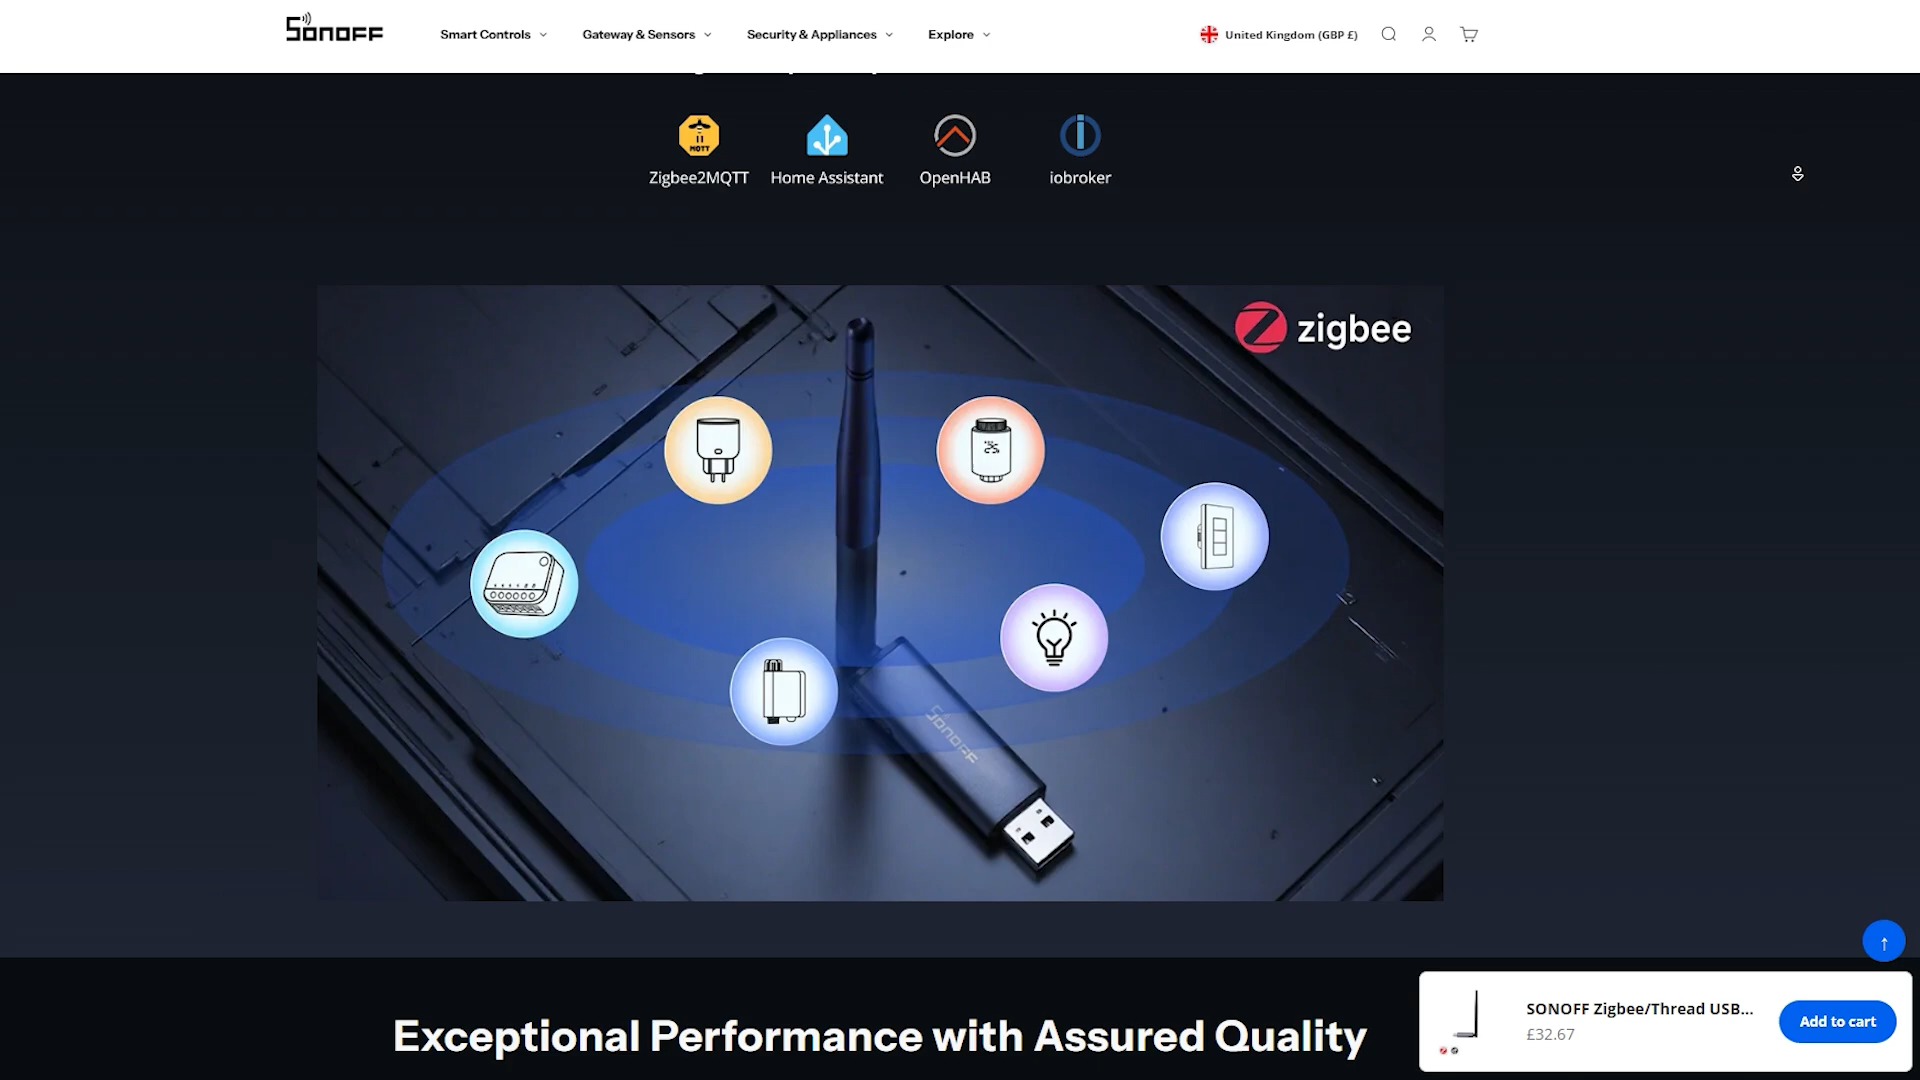 SONOFF
Smart Controls
Gateway & Sensors
Security & Appliances
Explore
United Kingdom (GBP £)
MQTT
Zigbee2MQTT
Home Assistant
OpenHAB
iobroker
zigbee
SONOFF
Exceptional Performance with Assured Quality
SONOFF Zigbee/Thread USB...
£32.67
Add to cart